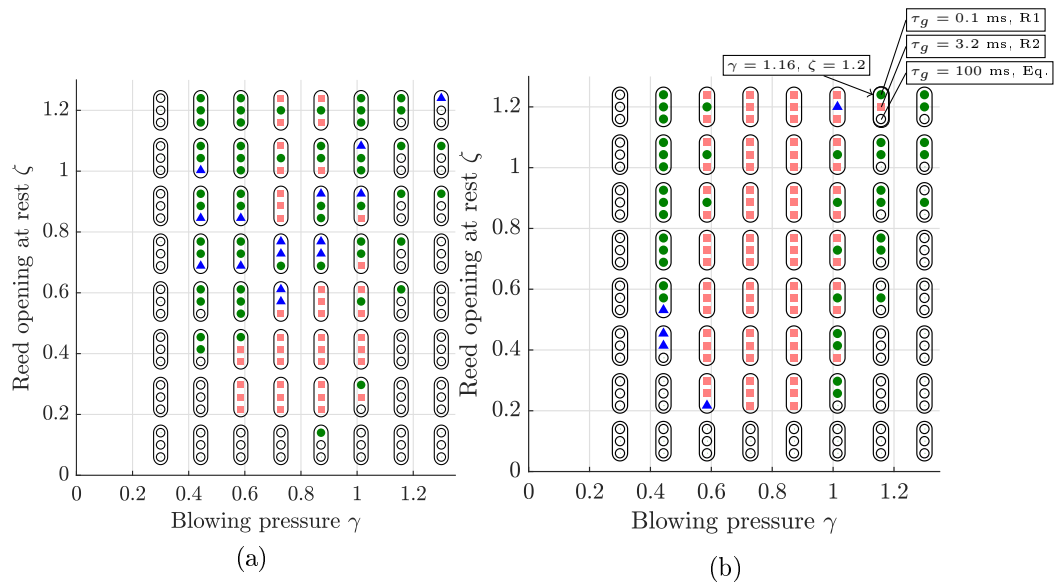 τg = 0.1 ms, R1
τg = 3.2 ms, R2
γ = 1.16, ζ = 1.2
τg = 100 ms, Eq.
Reed opening at rest ζ
1.2
1
0.8
0.6
0.4
0.2
0
0 0.2 0.4 0.6 0.8 1 1.2
Blowing pressure γ
(a)
Reed opening at rest ζ
1.2
1
0.8
0.6
0.4
0.2
0
0 0.2 0.4 0.6 0.8 1 1.2
Blowing pressure γ
(b)